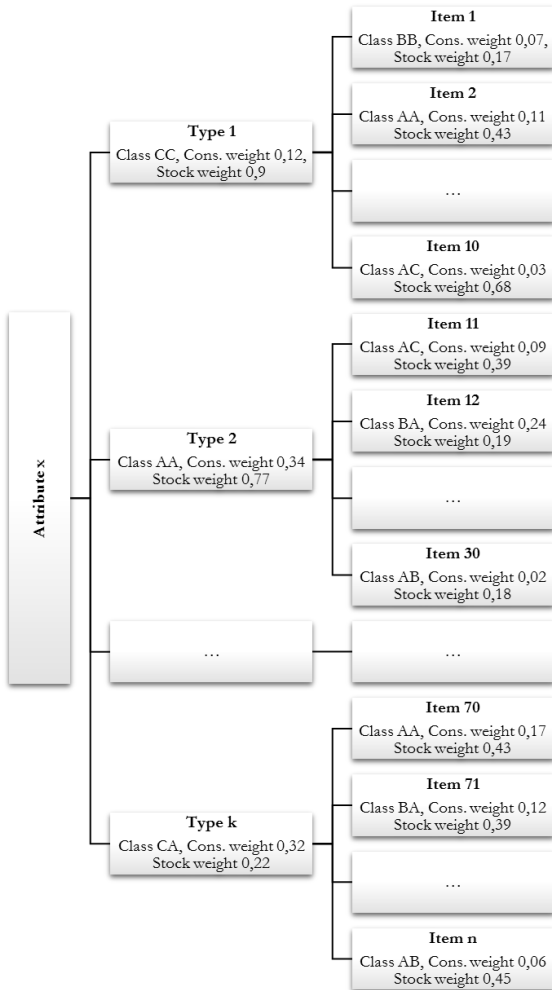 Attribute x
Type 1
Class CC, Cons. weight 0,12,
Stock weight 0,9
Item 1
Class BB, Cons. weight 0,07,
Stock weight 0,17
Item 2
Class AA, Cons. weight 0,11
Stock weight 0,43
…
Item 10
Class AC, Cons. weight 0,03
Stock weight 0,68
Type 2
Class AA, Cons. weight 0,34
Stock weight 0,77
Item 11
Class AC, Cons. weight 0,09
Stock weight 0,39
Item 12
Class BA, Cons. weight 0,24
Stock weight 0,19
…
Item 30
Class AB, Cons. weight 0,02
Stock weight 0,18
…
…
Type k
Class CA, Cons. weight 0,32
Stock weight 0,22
Item 70
Class AA, Cons. weight 0,17
Stock weight 0,43
Item 71
Class BA, Cons. weight 0,12
Stock weight 0,39
…
Item n
Class AB, Cons. weight 0,06
Stock weight 0,45